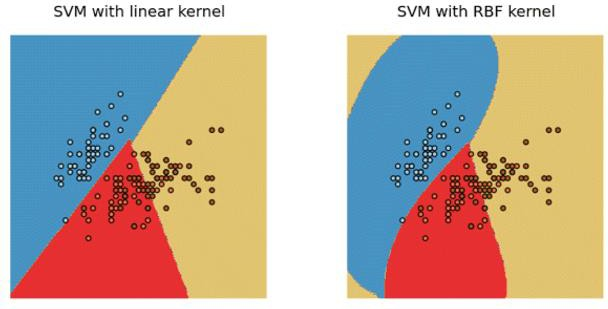 SVM with linear kernel
SVM with RBF kernel